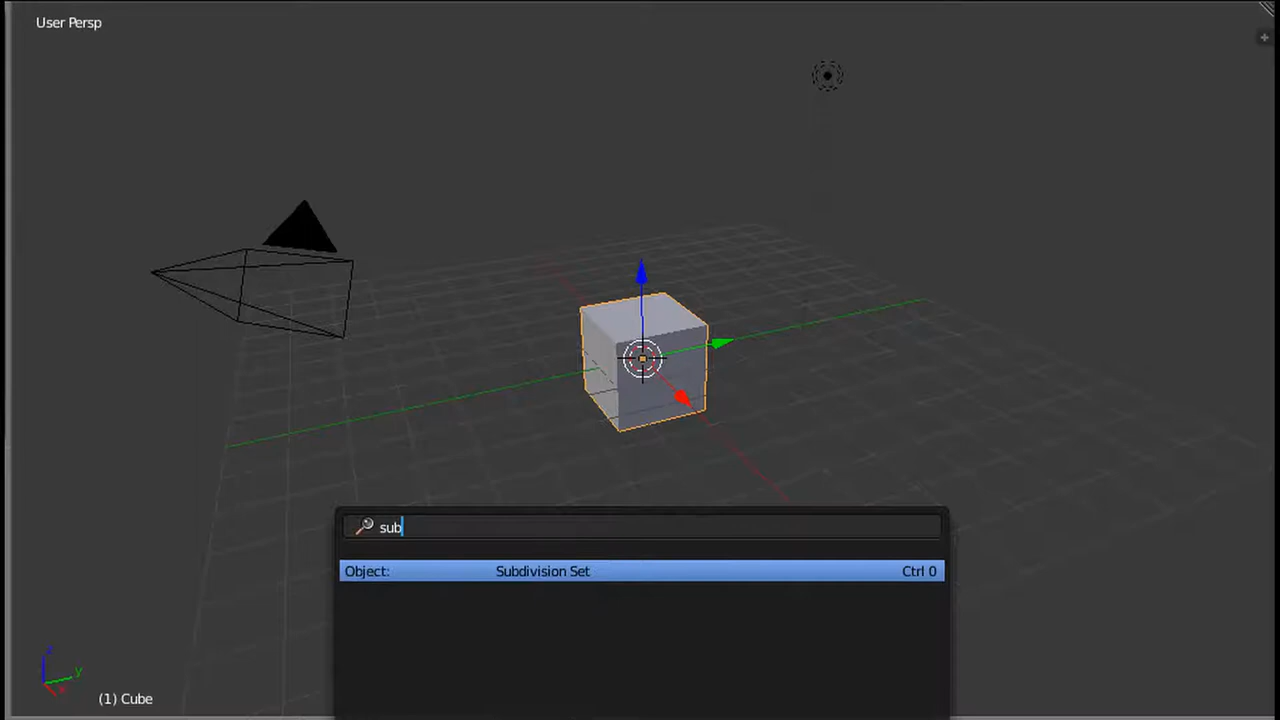 User Persp
sub
Object: Subdivision Set Ctrl 0
z
y
x
(1) Cube